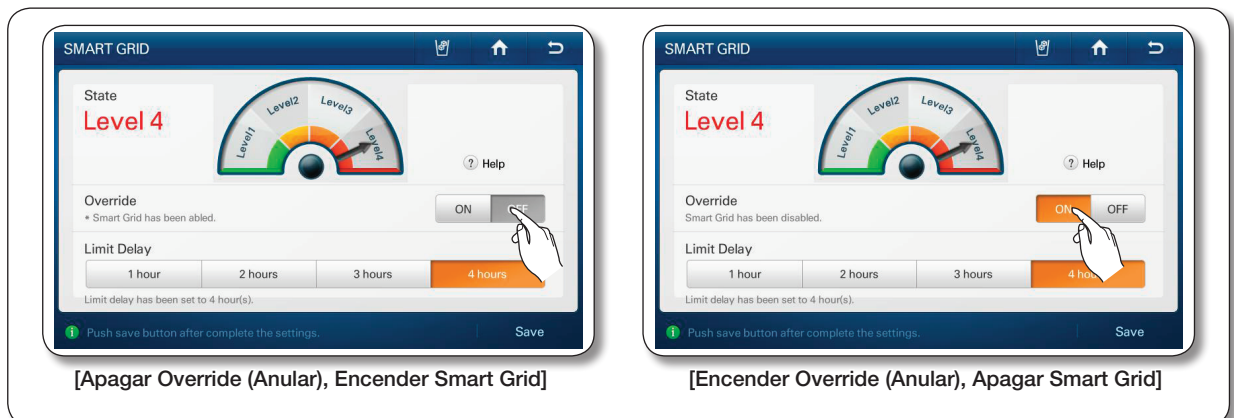 SMART GRID
State
Level 4
Level1
Level2
Level3
Level4
? Help
Override
* Smart Grid has been abled.
ON
Limit Delay
1 hour 2 hours 3 hours 4 hours
Limit delay has been set to 4 hour(s).
i Push save button after complete the settings. Save
[Apagar Override (Anular), Encender Smart Grid]
SMART GRID
State
Level 4
Level1
Level2
Level3
Level4
? Help
Override
Smart Grid has been disabled.
ON OFF
Limit Delay
1 hour 2 hours 3 hours
Limit delay has been set to 4 hour(s).
i Push save button after complete the settings. Save
[Encender Override (Anular), Apagar Smart Grid]